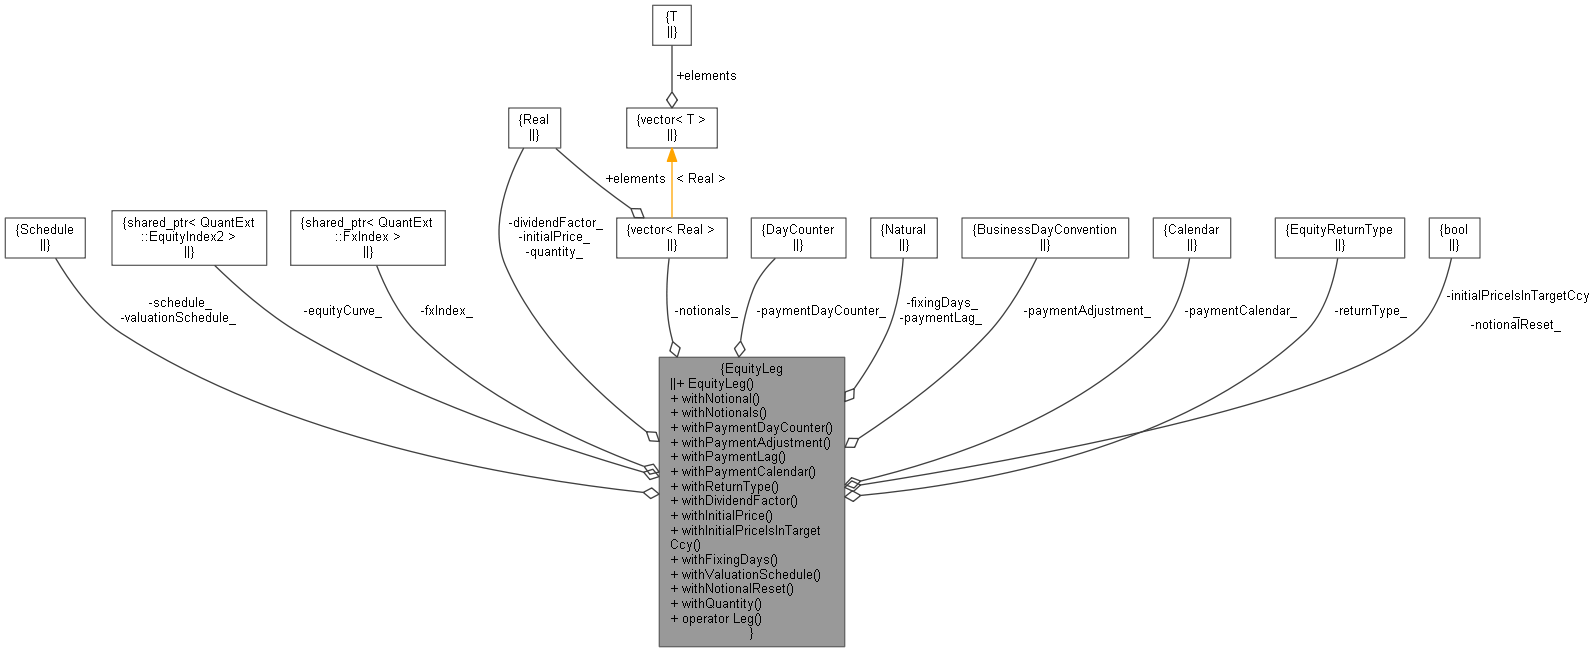 {T
||}
+elements
{Real
||}
{vector< T >
||}
+elements
< Real >
{Schedule
||}
{shared_ptr< QuantExt
::EquityIndex2 >
||}
{shared_ptr< QuantExt
::FxIndex >
||}
-dividendFactor_
-initialPrice_
-quantity_
{vector< Real >
||}
{DayCounter
||}
{Natural
||}
{BusinessDayConvention
||}
{Calendar
||}
{EquityReturnType
||}
{bool
||}
-schedule_
-valuationSchedule_
-equityCurve_
-fxIndex_
-notionals_
-paymentDayCounter_
-fixingDays_
-paymentLag_
-paymentAdjustment_
-paymentCalendar_
-returnType_
-initialPriceIsInTargetCcy
_
-notionalReset_
{EquityLeg
||+ EquityLeg()
+ withNotional()
+ withNotionals()
+ withPaymentDayCounter()
+ withPaymentAdjustment()
+ withPaymentLag()
+ withPaymentCalendar()
+ withReturnType()
+ withDividendFactor()
+ withInitialPrice()
+ withInitialPriceIsInTarget
Ccy()
+ withFixingDays()
+ withValuationSchedule()
+ withNotionalReset()
+ withQuantity()
+ operator Leg()
}